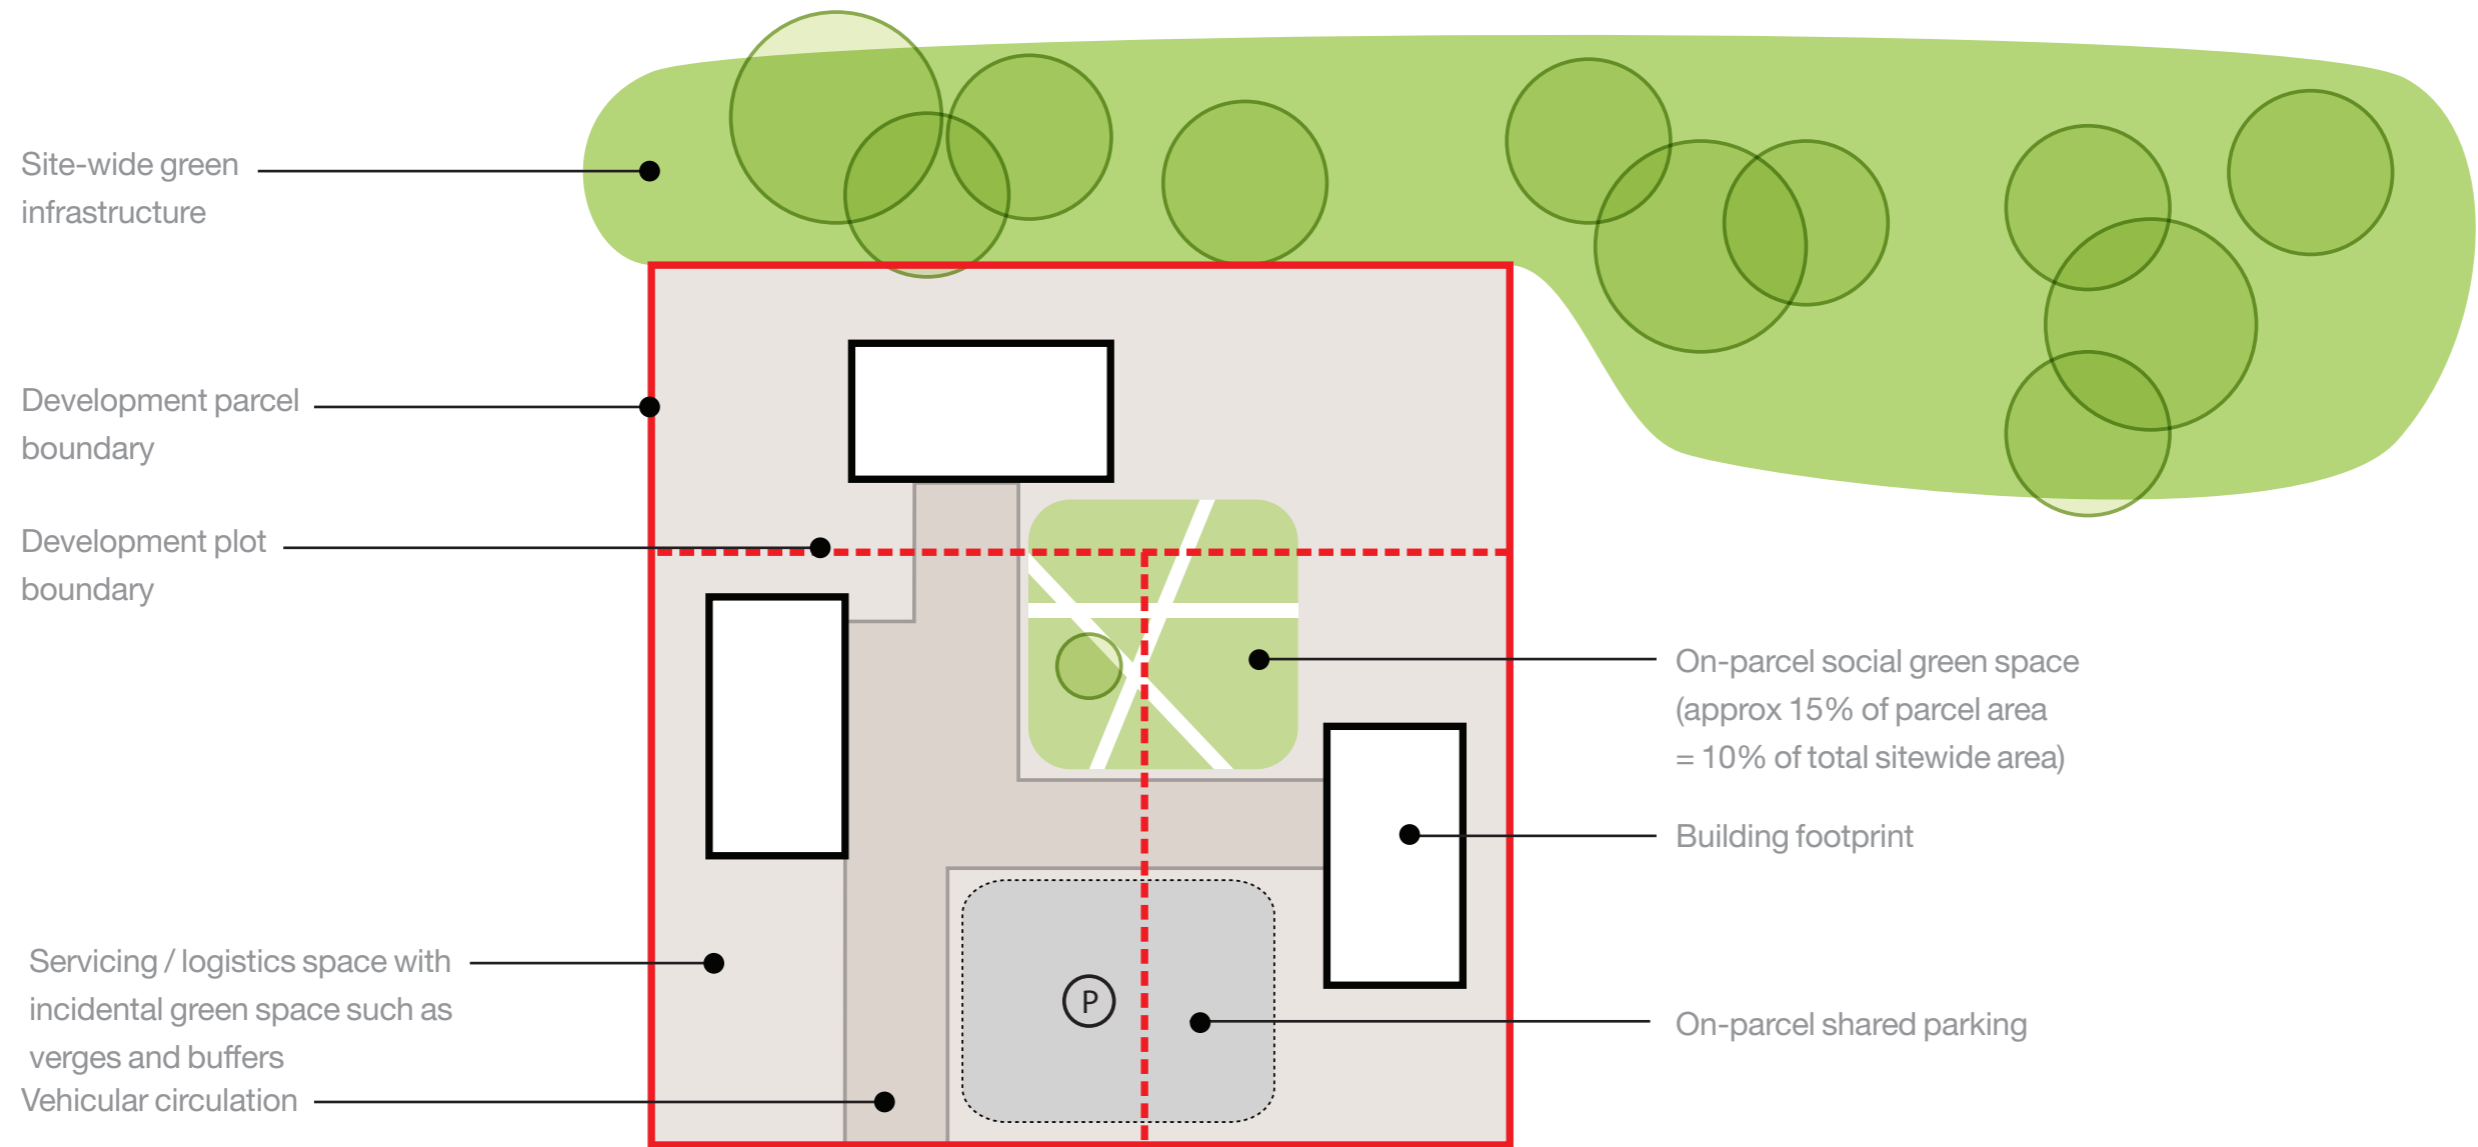 Site-wide green
infrastructure
Development parcel
boundary
Development plot
boundary
Servicing / logistics space with
incidental green space such as
verges and buffers
Vehicular circulation
P
On-parcel social green space
(approx 15% of parcel area
= 10% of total sitewide area)
Building footprint
On-parcel shared parking